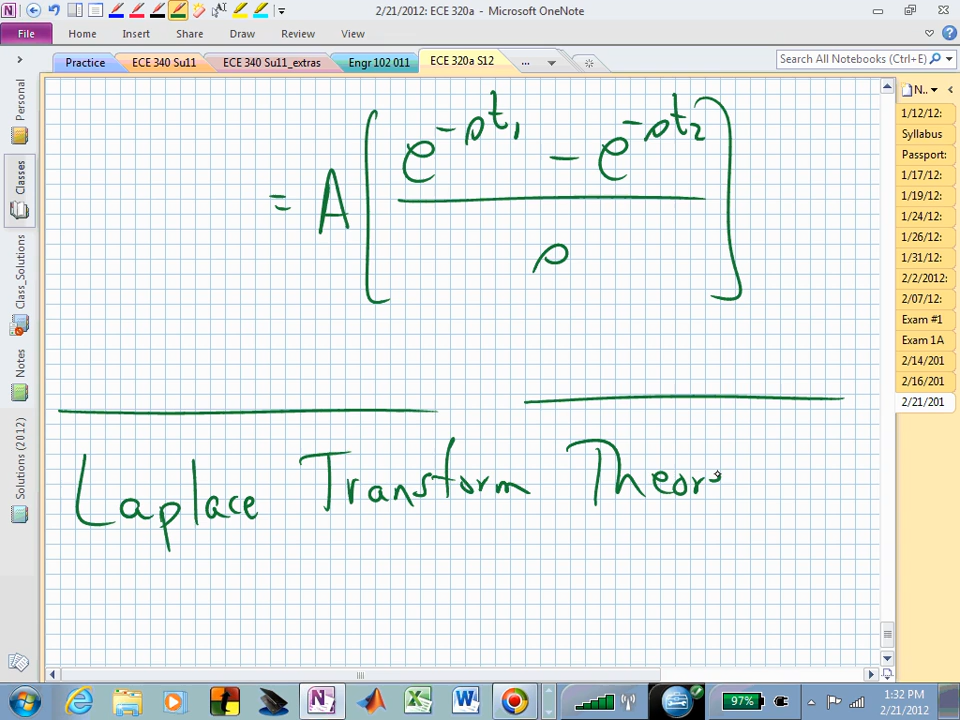 2/21/2012: ECE 320a - Microsoft OneNote
File Home Insert Share Draw Review View
Practice ECE 340 Su11 ECE 340 Su11_extras Engr 102 011 ECE 320a S12 ...
Search All Notebooks (Ctrl+E)
N..
Personal
Classes
Class_Solutions
Notes
Solutions (2012)
= A [ (e^{-st_1} - e^{-st_2}) / s ]
Laplace Transform Theor
1/12/12:
Syllabus
Passport:
1/17/12:
1/19/12:
1/24/12:
1/26/12:
1/31/12:
2/2/2012:
2/07/12:
Exam #1
Exam 1A
2/14/201
2/16/201
2/21/201
97%
1:32 PM
2/21/2012